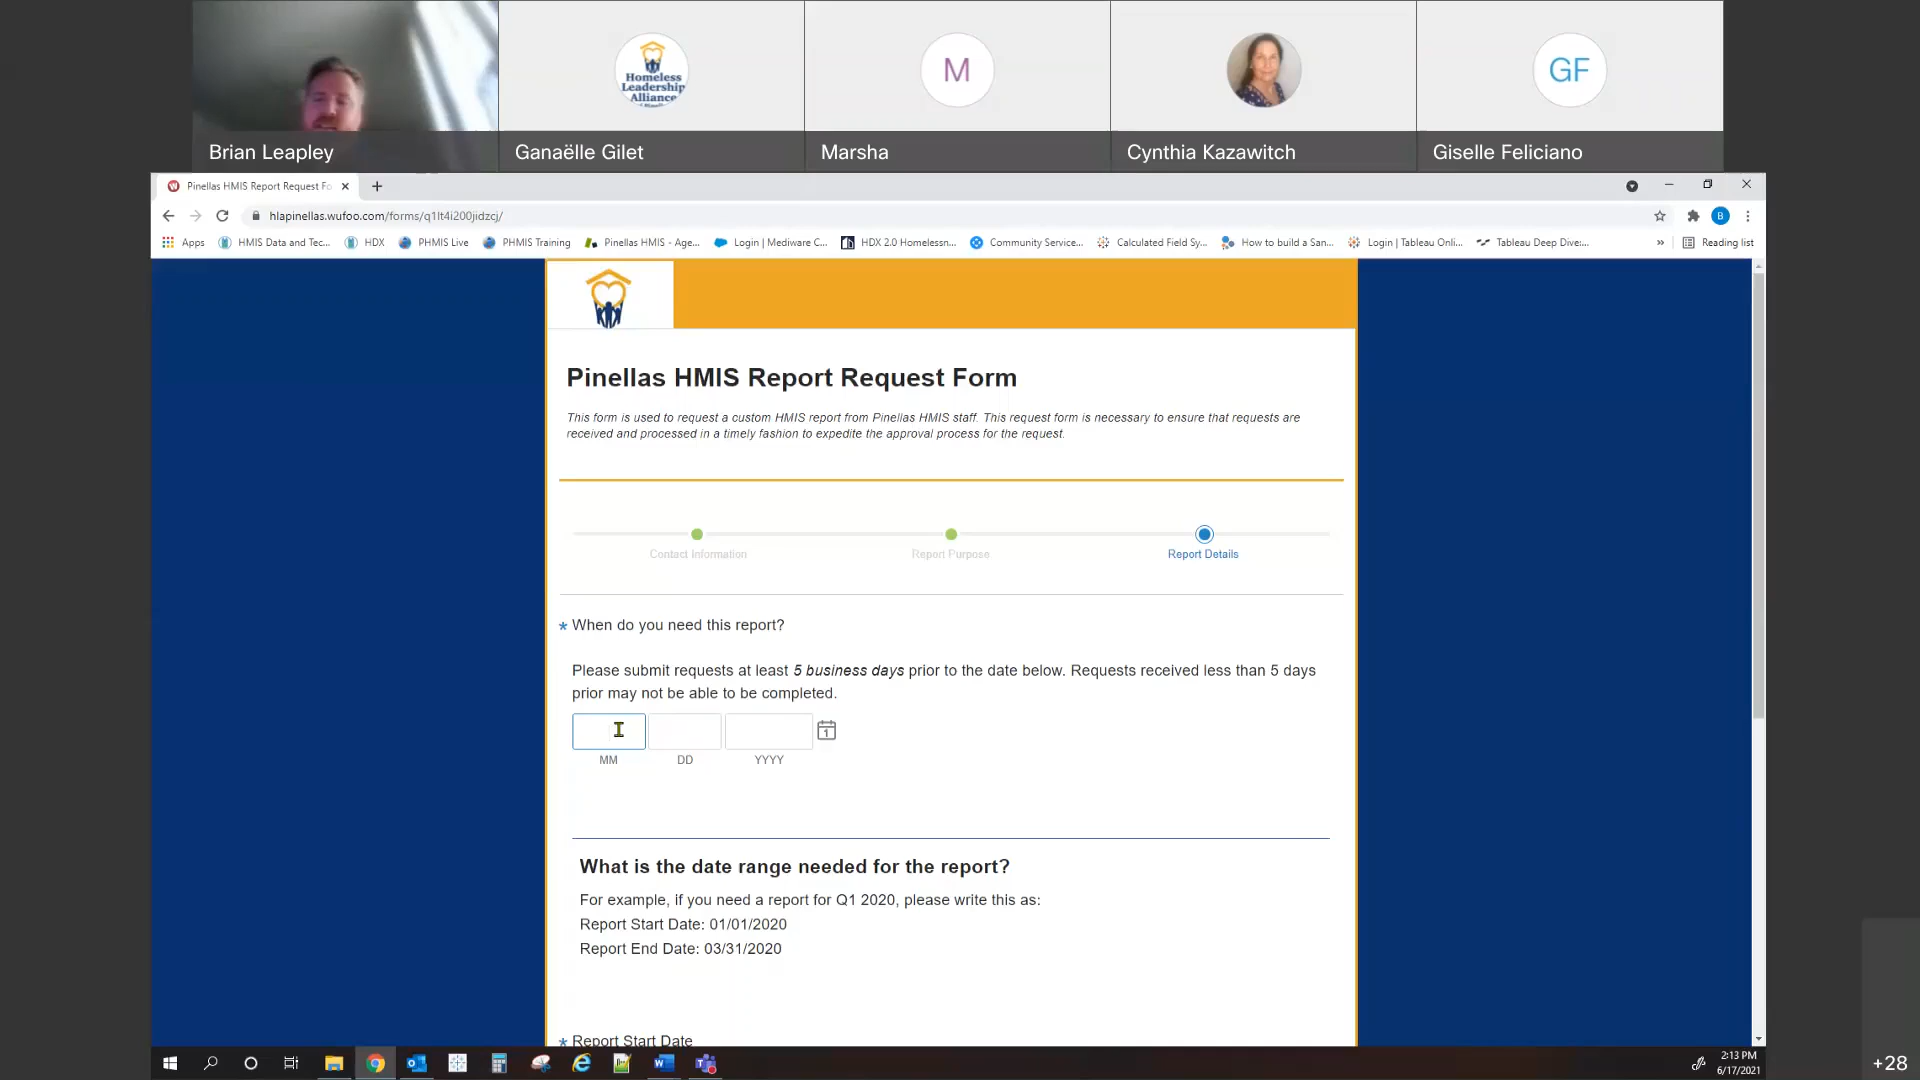 Homeless
Leadership
Alliance
M
GF
Brian Leapley
Ganaëlle Gilet
Marsha
Cynthia Kazawitch
Giselle Feliciano
Pinellas HMIS Report Request Fo
hlapinellas.wufoo.com/forms/q1lt4i200jidzcj/
B
Apps
HMIS Data and Tec...
HDX
PHMIS Live
PHMIS Training
Pinellas HMIS - Age...
Login | Mediware C...
HDX 2.0 Homelessn...
Community Service...
Calculated Field Sy...
How to build a San...
Login | Tableau Onli...
Tableau Deep Dive:...
»
Reading list
Pinellas HMIS Report Request Form
This form is used to request a custom HMIS report from Pinellas HMIS staff. This request form is necessary to ensure that requests are
received and processed in a timely fashion to expedite the approval process for the request.
Contact Information
Report Purpose
Report Details
* When do you need this report?
Please submit requests at least 5 business days prior to the date below. Requests received less than 5 days
prior may not be able to be completed.
MM
DD
YYYY
What is the date range needed for the report?
For example, if you need a report for Q1 2020, please write this as:
Report Start Date: 01/01/2020
Report End Date: 03/31/2020
* Report Start Date
2:13 PM
6/17/2021
+28